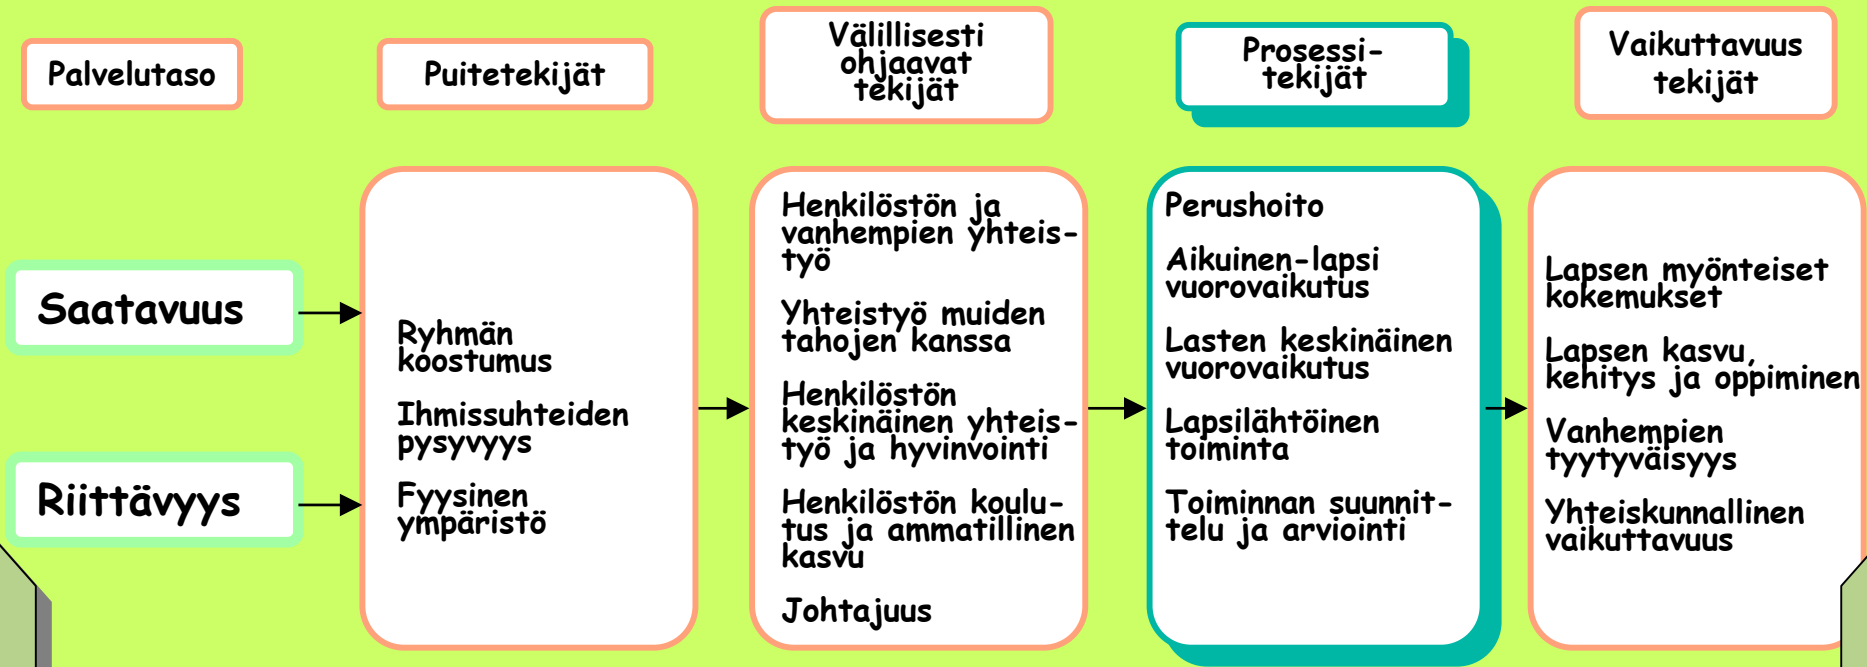 Palvelutaso
Puitetekijät
Välillisesti
ohjaavat
tekijät
Prosessi-
tekijät
Vaikuttavuus
tekijät
Saatavuus
Riittävyys
Ryhmän
koostumus
Ihmissuhteiden
pysyvyys
Fyysinen
ympäristö
Henkilöstön ja
vanhempien yhteis-
työ
Yhteistyö muiden
tahojen kanssa
Henkilöstön
keskinäinen yhteis-
työ ja hyvinvointi
Henkilöstön koulu-
tus ja ammatillinen
kasvu
Johtajuus
Perushoito
Aikuinen-lapsi
vuorovaikutus
Lasten keskinäinen
vuorovaikutus
Lapsilähtöinen
toiminta
Toiminnan suunnit-
telu ja arviointi
Lapsen myönteiset
kokemukset
Lapsen kasvu,
kehitys ja oppiminen
Vanhempien
tyytyväisyys
Yhteiskunnallinen
vaikuttavuus